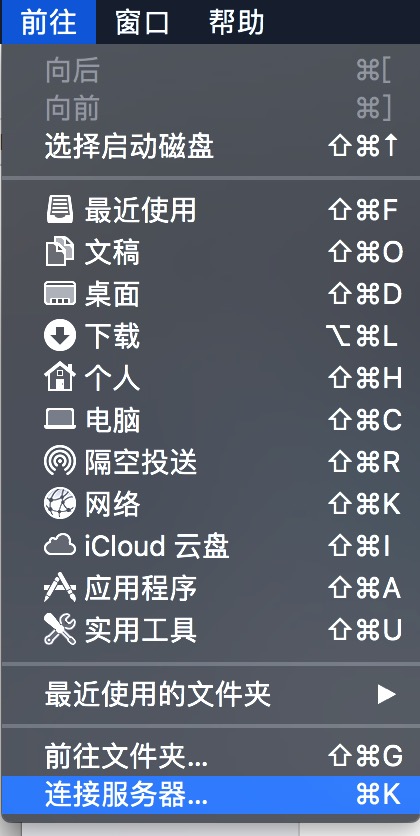 前往 窗口 帮助
向后 ⌘[
向前 ⌘]
选择启动磁盘 ⇧⌘↑
最近使用 ⇧⌘F
文稿 ⇧⌘O
桌面 ⇧⌘D
下载 ⌥⌘L
个人 ⇧⌘H
电脑 ⇧⌘C
隔空投送 ⇧⌘R
网络 ⇧⌘K
iCloud 云盘 ⇧⌘I
应用程序 ⇧⌘A
实用工具 ⇧⌘U
最近使用的文件夹 ▶
前往文件夹... ⇧⌘G
连接服务器... ⌘K